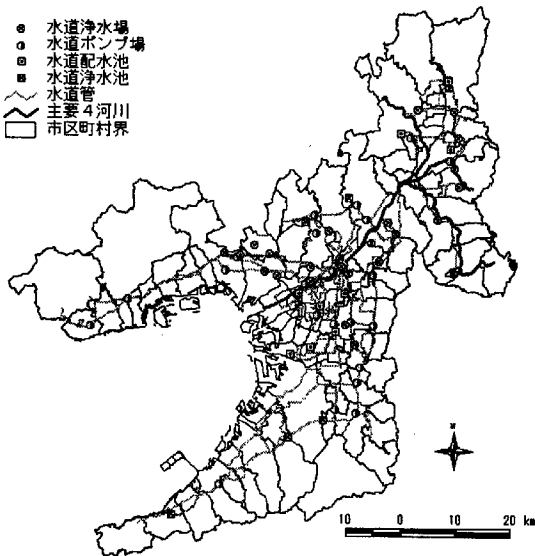 水道浄水場
水道ポンプ場
水道配水池
水道浄水池
水道管
主要4河川
市区町村界
10 0 10 20 km